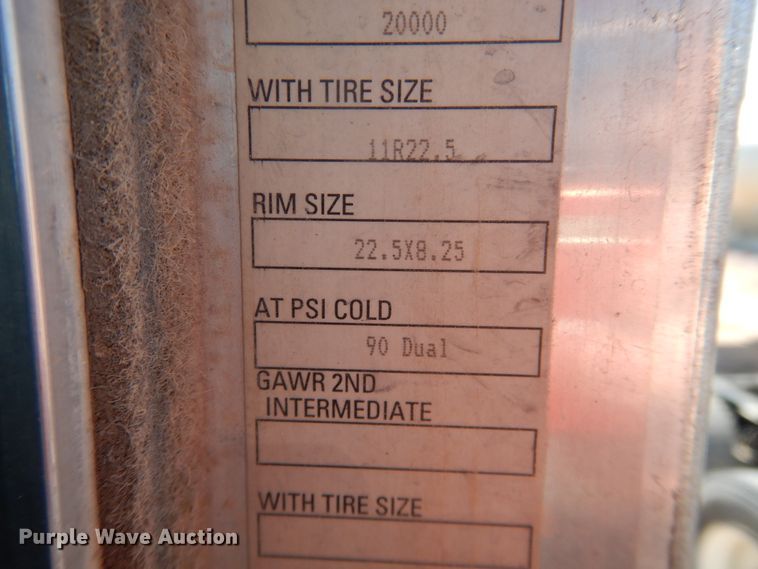 20000
WITH TIRE SIZE
11R22.5
RIM SIZE
22.5X8.25
AT PSI COLD
90 Dual
GAWR 2ND
INTERMEDIATE
WITH TIRE SIZE
Purple Wave Auction®